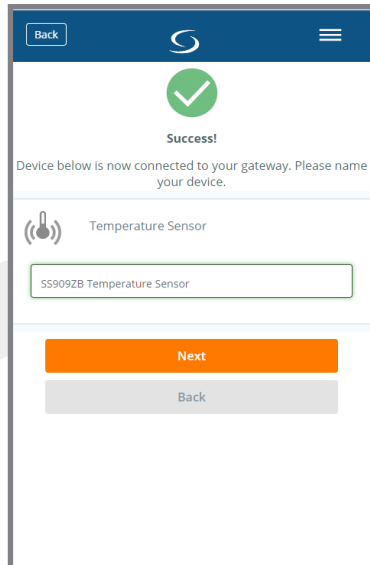 Back
Success!
Device below is now connected to your gateway. Please name
your device.
Temperature Sensor
SS909ZB Temperature Sensor
Next
Back